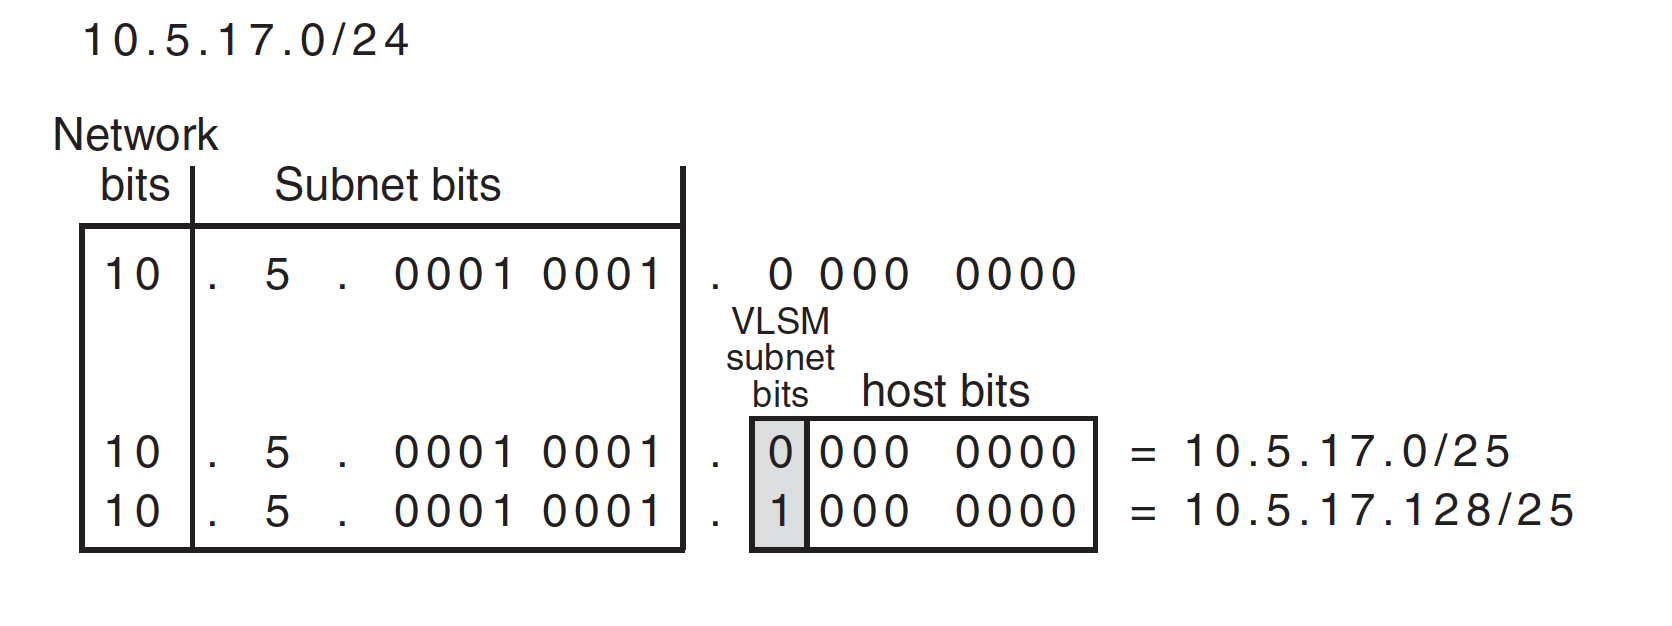 10.5.17.0/24
Network
bits Subnet bits
10 . 5 . 0001 0001 . 0 000 0000
VLSM
subnet
bits host bits
10 . 5 . 0001 0001 . 0 000 0000 = 10.5.17.0/25
10 . 5 . 0001 0001 . 1 000 0000 = 10.5.17.128/25